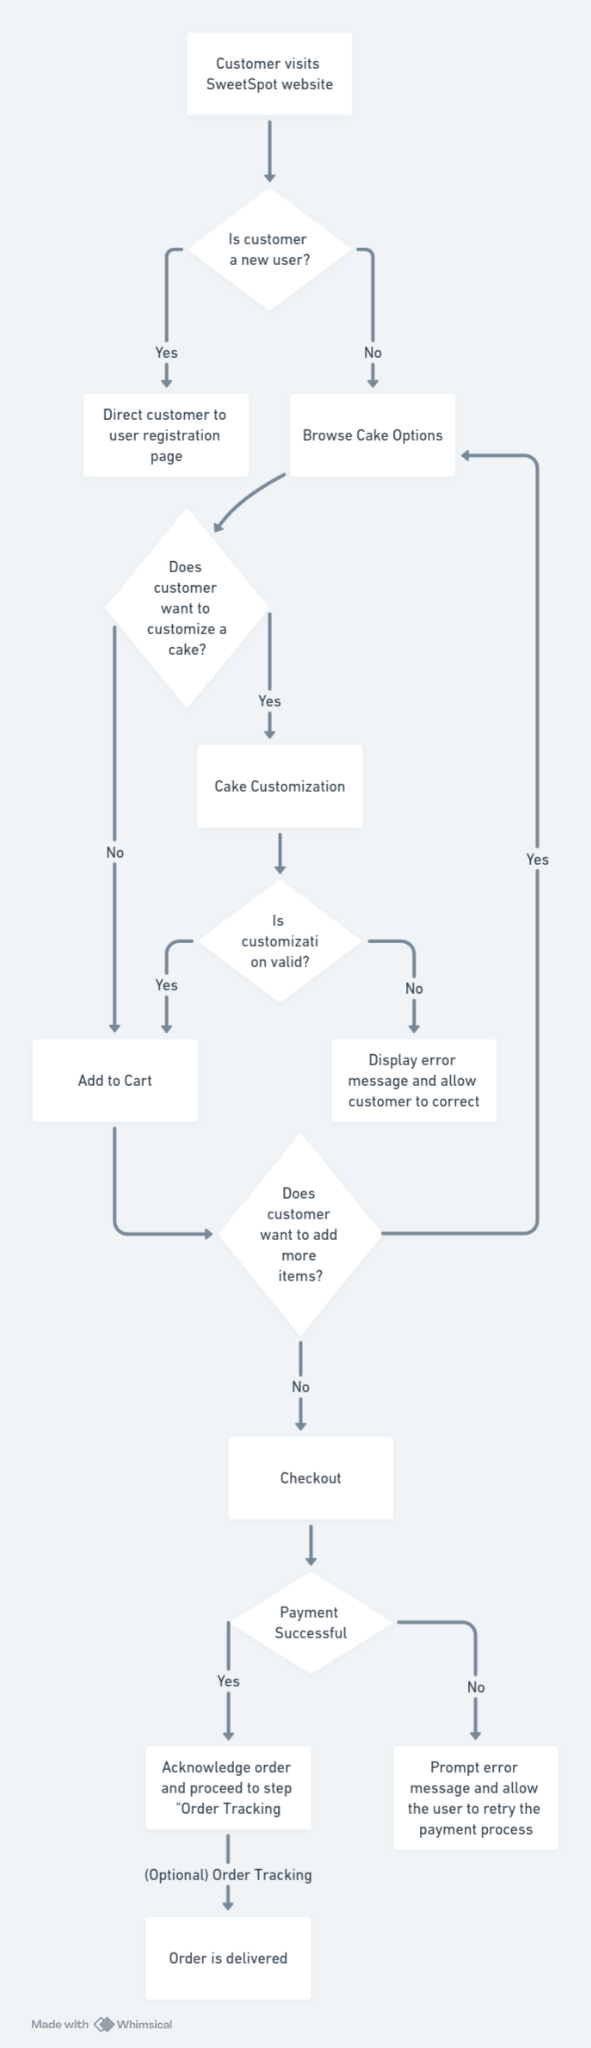 Customer visits
SweetSpot website
Is customer
a new user?
Yes
No
Direct customer to
user registration
page
Browse Cake Options
Does
customer
want to
customize a
cake?
Yes
Cake Customization
No
Yes
Is
customizati
on valid?
Yes
No
Add to Cart
Display error
message and allow
customer to correct
Does
customer
want to add
more
items?
No
Checkout
Payment
Successful
Yes
No
Acknowledge order
and proceed to step
"Order Tracking
Prompt error
message and allow
the user to retry the
payment process
(Optional) Order Tracking
Order is delivered
Made with Whimsical